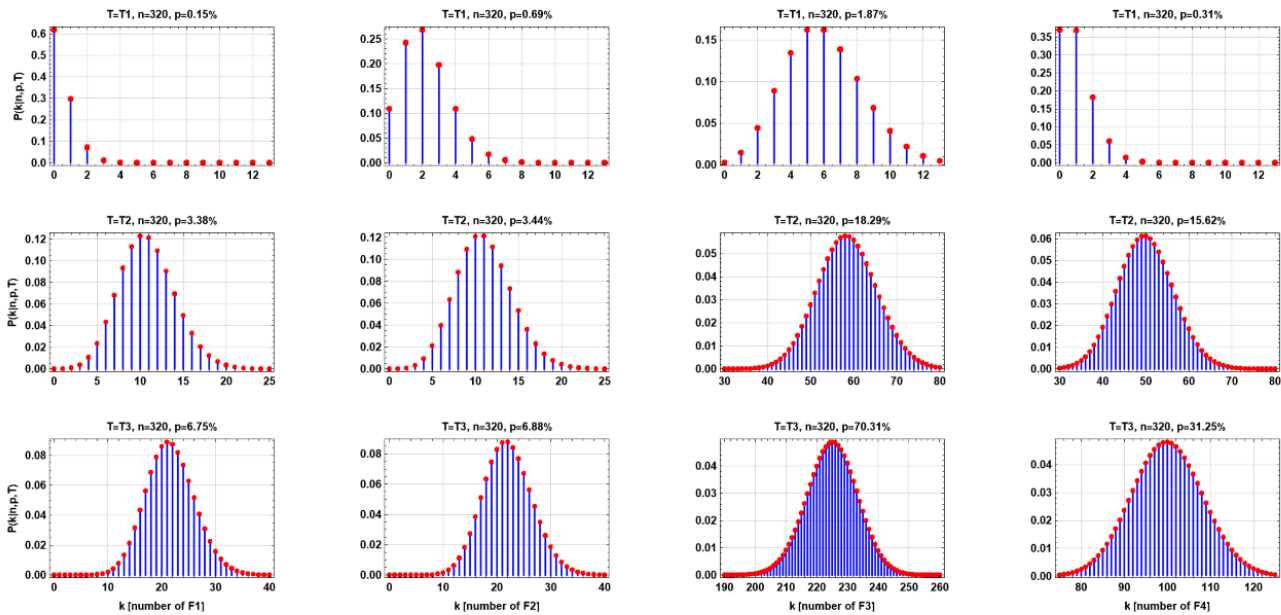 T=T1, n=320, p=0.15% T=T1, n=320, p=0.69% T=T1, n=320, p=1.87% T=T1, n=320, p=0.31%
P(k|n,p,T)
0.6 0.5 0.4 0.3 0.2 0.1 0.0
0 2 4 6 8 10 12
0.25 0.20 0.15 0.10 0.05 0.00
0 2 4 6 8 10 12
0.15 0.10 0.05 0.00
0 2 4 6 8 10 12
0.35 0.30 0.25 0.20 0.15 0.10 0.05 0.00
0 2 4 6 8 10 12
T=T2, n=320, p=3.38% T=T2, n=320, p=3.44% T=T2, n=320, p=18.29% T=T2, n=320, p=15.62%
P(k|n,p,T)
0.12 0.10 0.08 0.06 0.04 0.02 0.00
0 5 10 15 20 25
0.12 0.10 0.08 0.06 0.04 0.02 0.00
0 5 10 15 20 25
0.05 0.04 0.03 0.02 0.01 0.00
30 40 50 60 70 80
0.06 0.05 0.04 0.03 0.02 0.01 0.00
30 40 50 60 70 80
T=T3, n=320, p=6.75% T=T3, n=320, p=6.88% T=T3, n=320, p=70.31% T=T3, n=320, p=31.25%
P(k|n,p,T)
0.08 0.06 0.04 0.02 0.00
0 10 20 30 40
0.08 0.06 0.04 0.02 0.00
0 10 20 30 40
0.04 0.03 0.02 0.01 0.00
190 200 210 220 230 240 250 260
0.04 0.03 0.02 0.01 0.00
80 90 100 110 120
k [number of F1] k [number of F2] k [number of F3] k [number of F4]